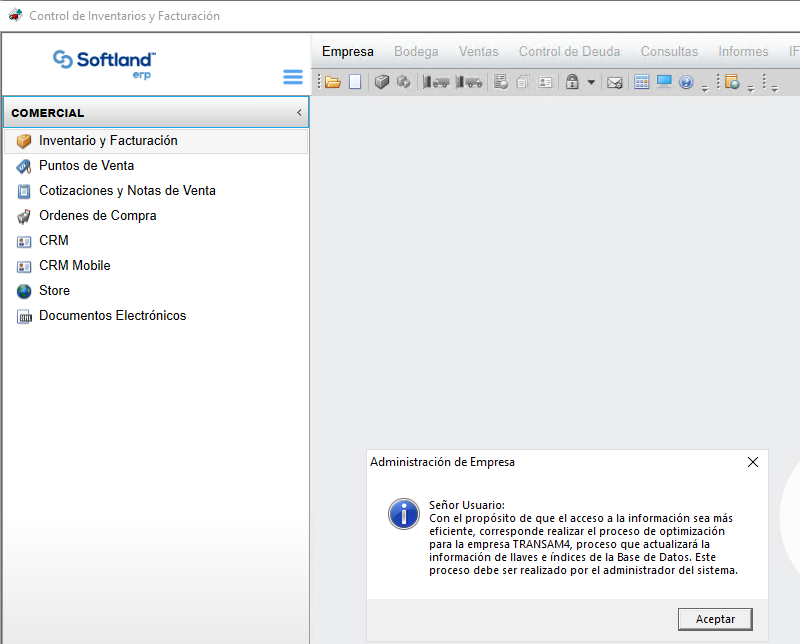 Control de Inventarios y Facturación
Softland™
erp
Empresa Bodega Ventas Control de Deuda Consultas Informes
COMERCIAL
Inventario y Facturación
Puntos de Venta
Cotizaciones y Notas de Venta
Ordenes de Compra
CRM
CRM Mobile
Store
Documentos Electrónicos
Administración de Empresa
Señor Usuario:
Con el propósito de que el acceso a la información sea más
eficiente, corresponde realizar el proceso de optimización
para la empresa TRANSAM4, proceso que actualizará la
información de llaves e índices de la Base de Datos. Este
proceso debe ser realizado por el administrador del sistema.
Aceptar